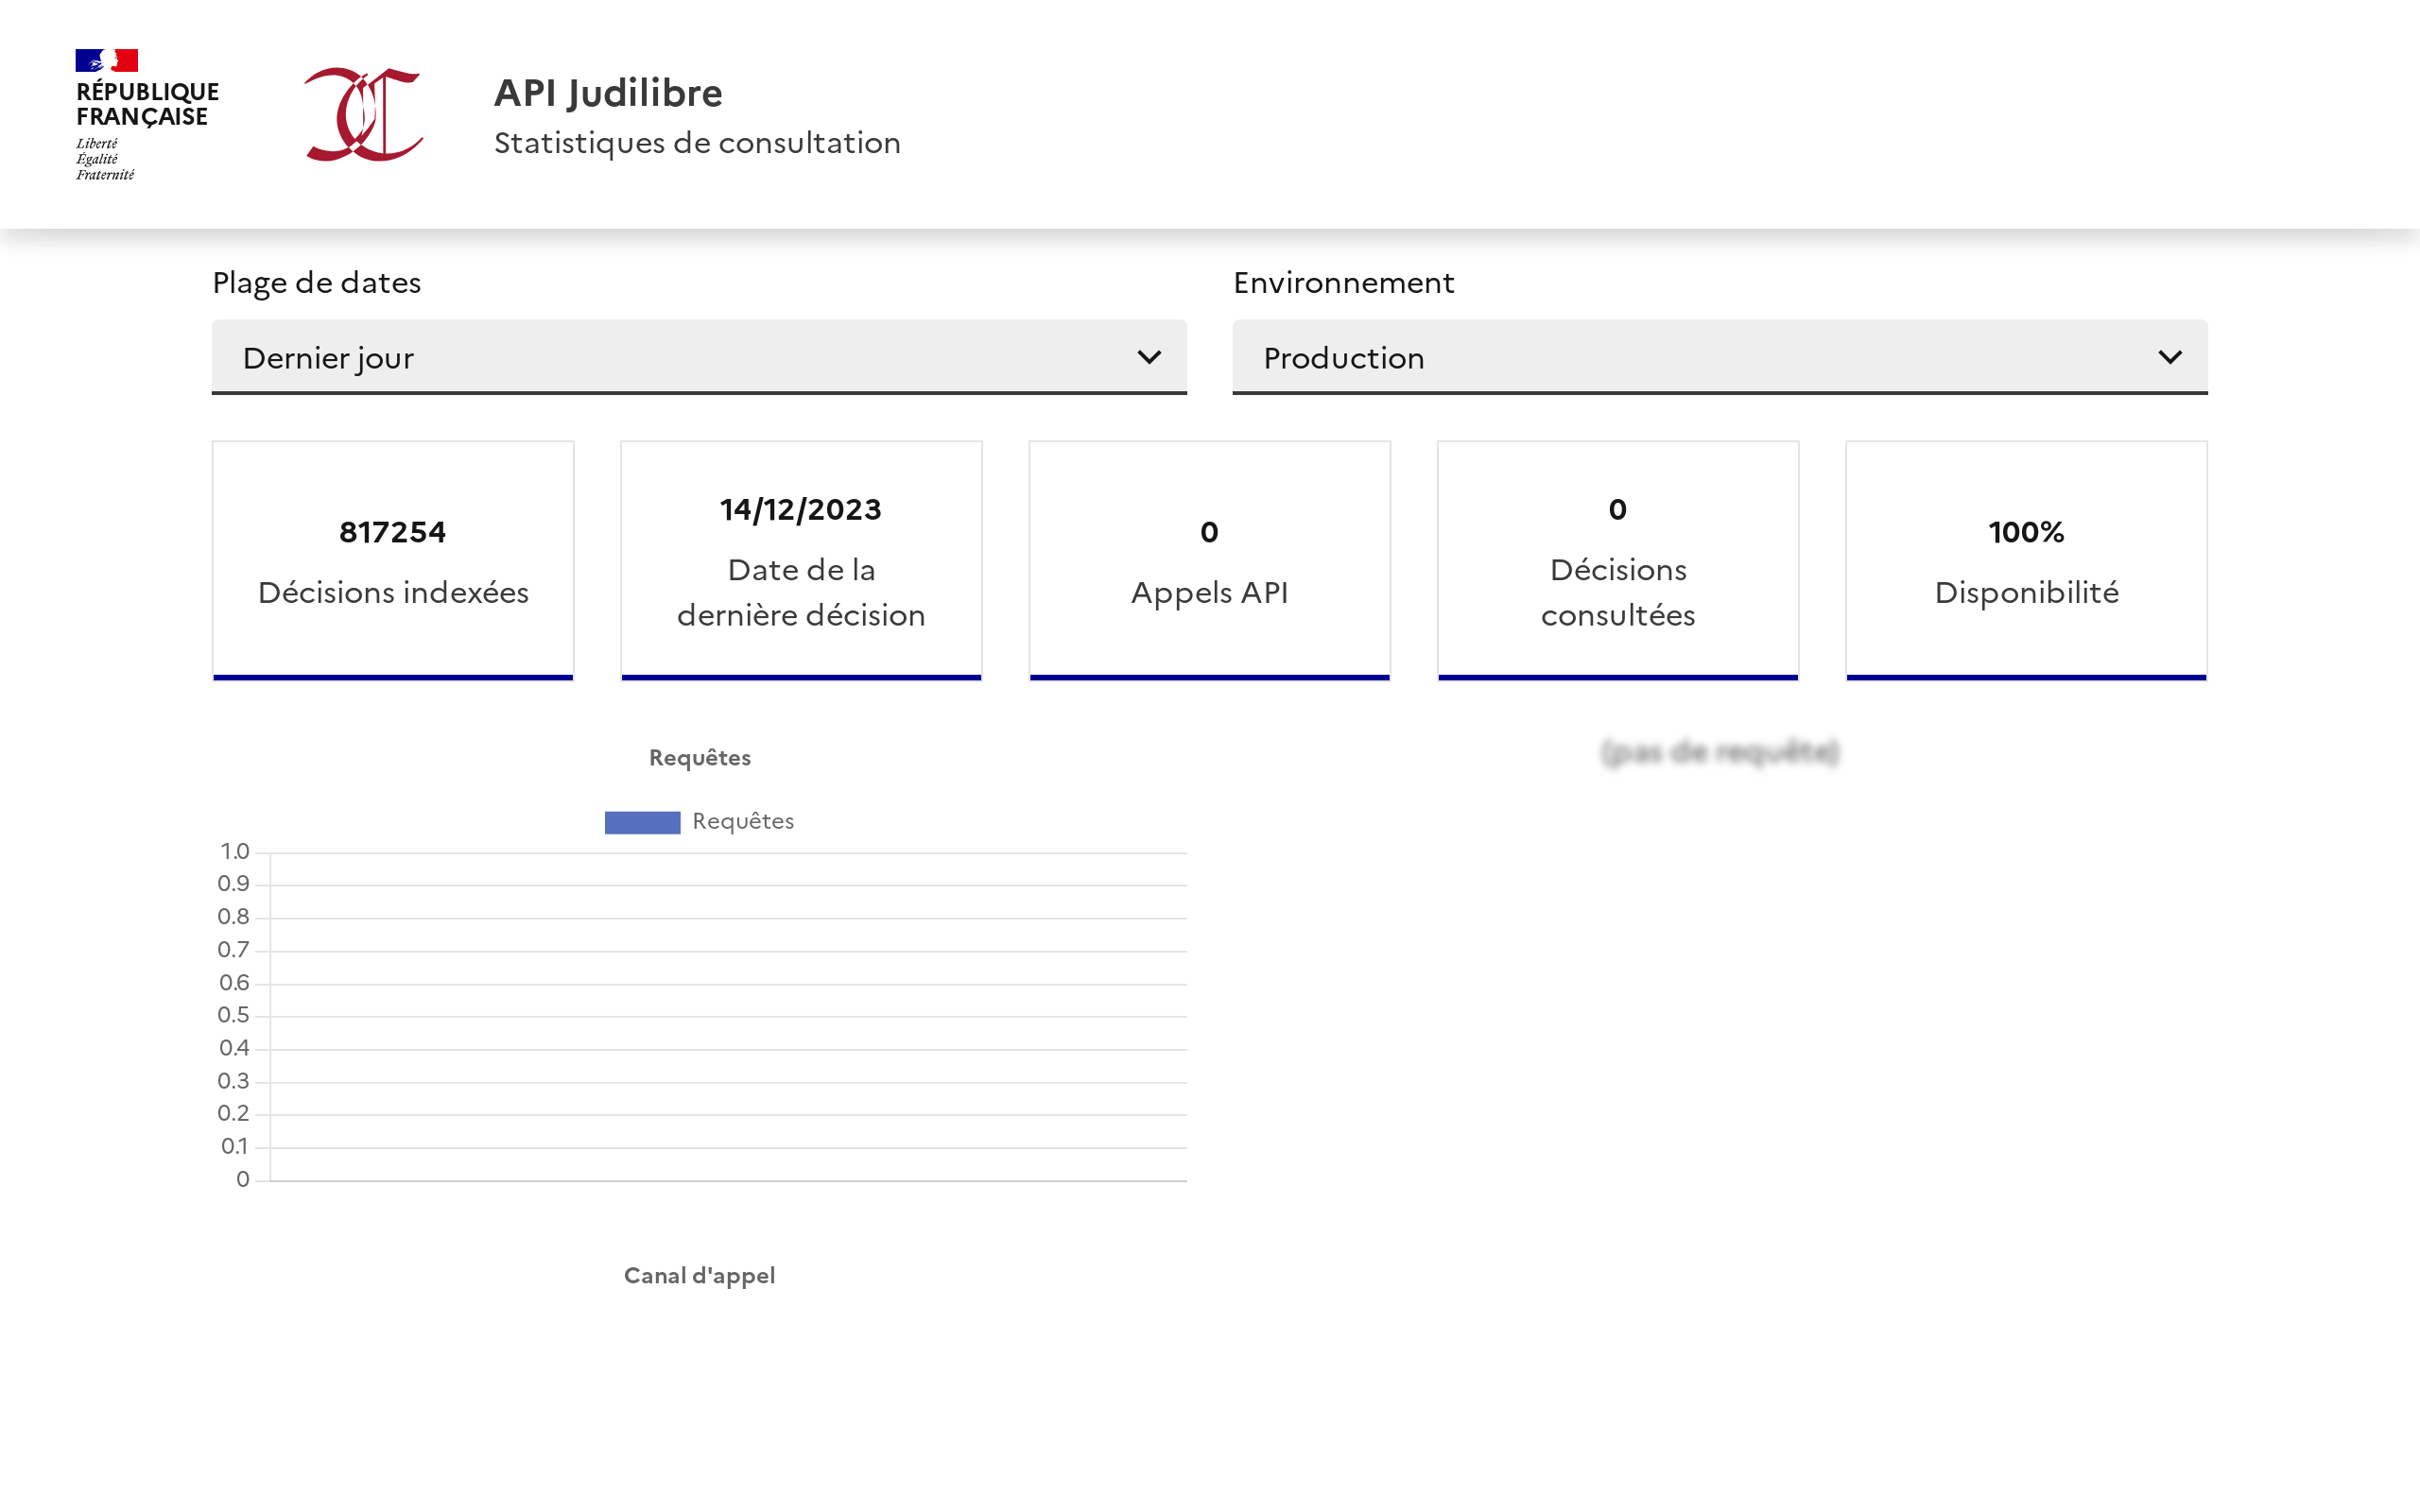 RÉPUBLIQUE
FRANÇAISE
Liberté
Égalité
Fraternité
API Judilibre
Statistiques de consultation
Plage de dates
Dernier jour
Environnement
Production
817254
Décisions indexées
14/12/2023
Date de la
dernière décision
0
Appels API
0
Décisions
consultées
100%
Disponibilité
Requêtes
Requêtes
1.0
0.9
0.8
0.7
0.6
0.5
0.4
0.3
0.2
0.1
0
(pas de requête)
Canal d'appel